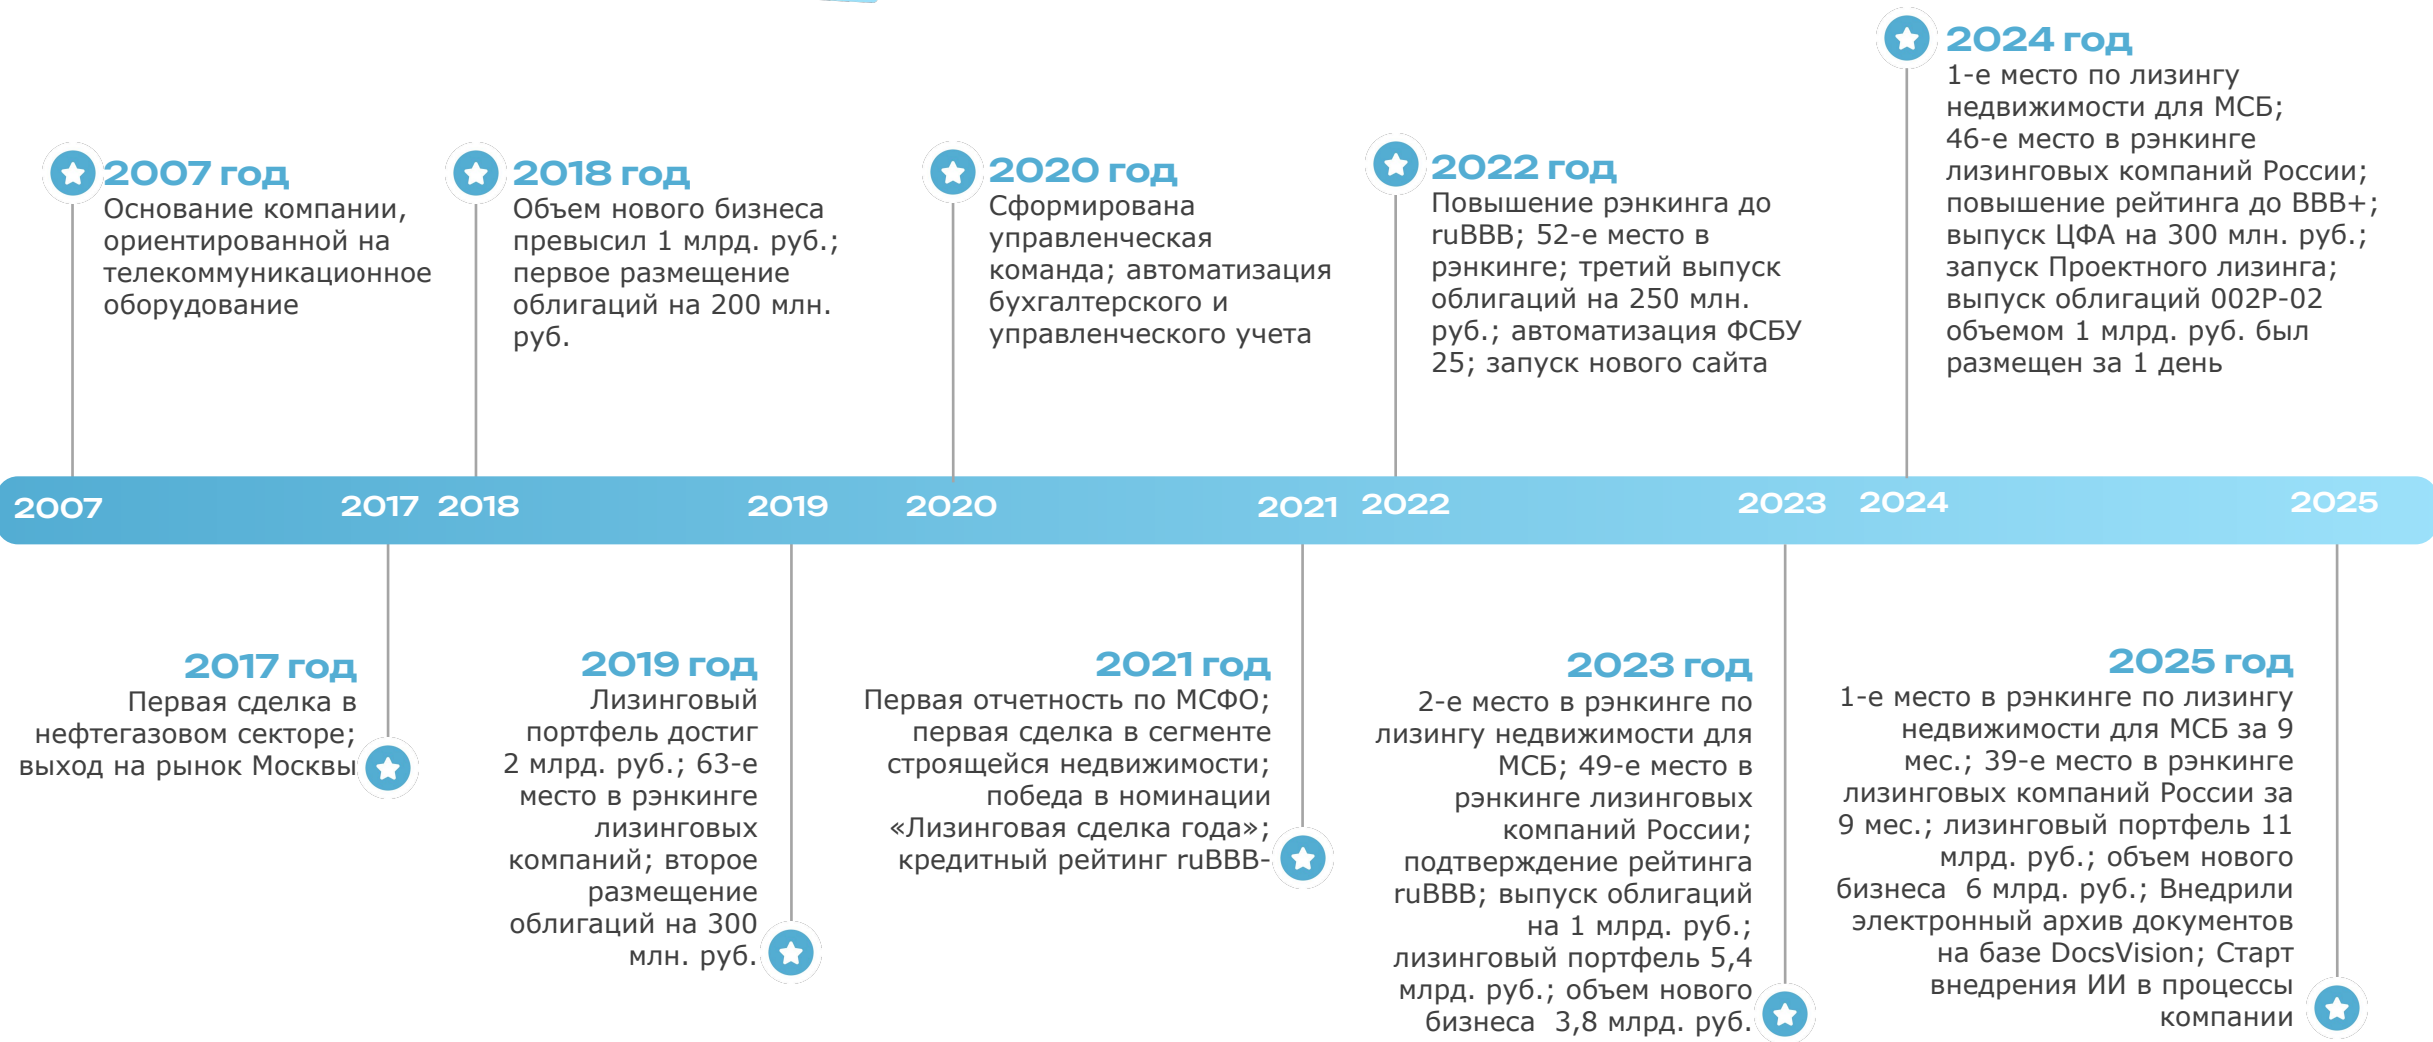 2007 год
Основание компании,
ориентированной на
телекоммуникационное
оборудование
2018 год
Объем нового бизнеса
превысил 1 млрд. руб.;
первое размещение
облигаций на 200 млн.
руб.
2020 год
Сформирована
управленческая
команда; автоматизация
бухгалтерского и
управленческого учета
2022 год
Повышение рэнкинга до
ruBBB; 52-е место в
рэнкинге; третий выпуск
облигаций на 250 млн.
руб.; автоматизация ФСБУ
25; запуск нового сайта
2024 год
1-е место по лизингу
недвижимости для МСБ;
46-е место в рэнкинге
лизинговых компаний России;
повышение рейтинга до BBB+;
выпуск ЦФА на 300 млн. руб.;
запуск Проектного лизинга;
выпуск облигаций 002P-02
объемом 1 млрд. руб. был
размещен за 1 день
2007 2017 2018 2019 2020 2021 2022 2023 2024 2025
2017 год
Первая сделка в
нефтегазовом секторе;
выход на рынок Москвы
2019 год
Лизинговый
портфель достиг
2 млрд. руб.; 63-е
место в рэнкинге
лизинговых
компаний; второе
размещение
облигаций на 300
млн. руб.
2021 год
Первая отчетность по МСФО;
первая сделка в сегменте
строящейся недвижимости;
победа в номинации
«Лизинговая сделка года»;
кредитный рейтинг ruBBB-
2023 год
2-е место в рэнкинге по
лизингу недвижимости для
МСБ; 49-е место в
рэнкинге лизинговых
компаний России;
подтверждение рейтинга
ruBBB; выпуск облигаций
на 1 млрд. руб.;
лизинговый портфель 5,4
млрд. руб.; объем нового
бизнеса  3,8 млрд. руб.
2025 год
1-е место в рэнкинге по лизингу
недвижимости для МСБ за 9
мес.; 39-е место в рэнкинге
лизинговых компаний России за
9 мес.; лизинговый портфель 11
млрд. руб.; объем нового
бизнеса  6 млрд. руб.; Внедрили
электронный архив документов
на базе DocsVision; Старт
внедрения ИИ в процессы
компании